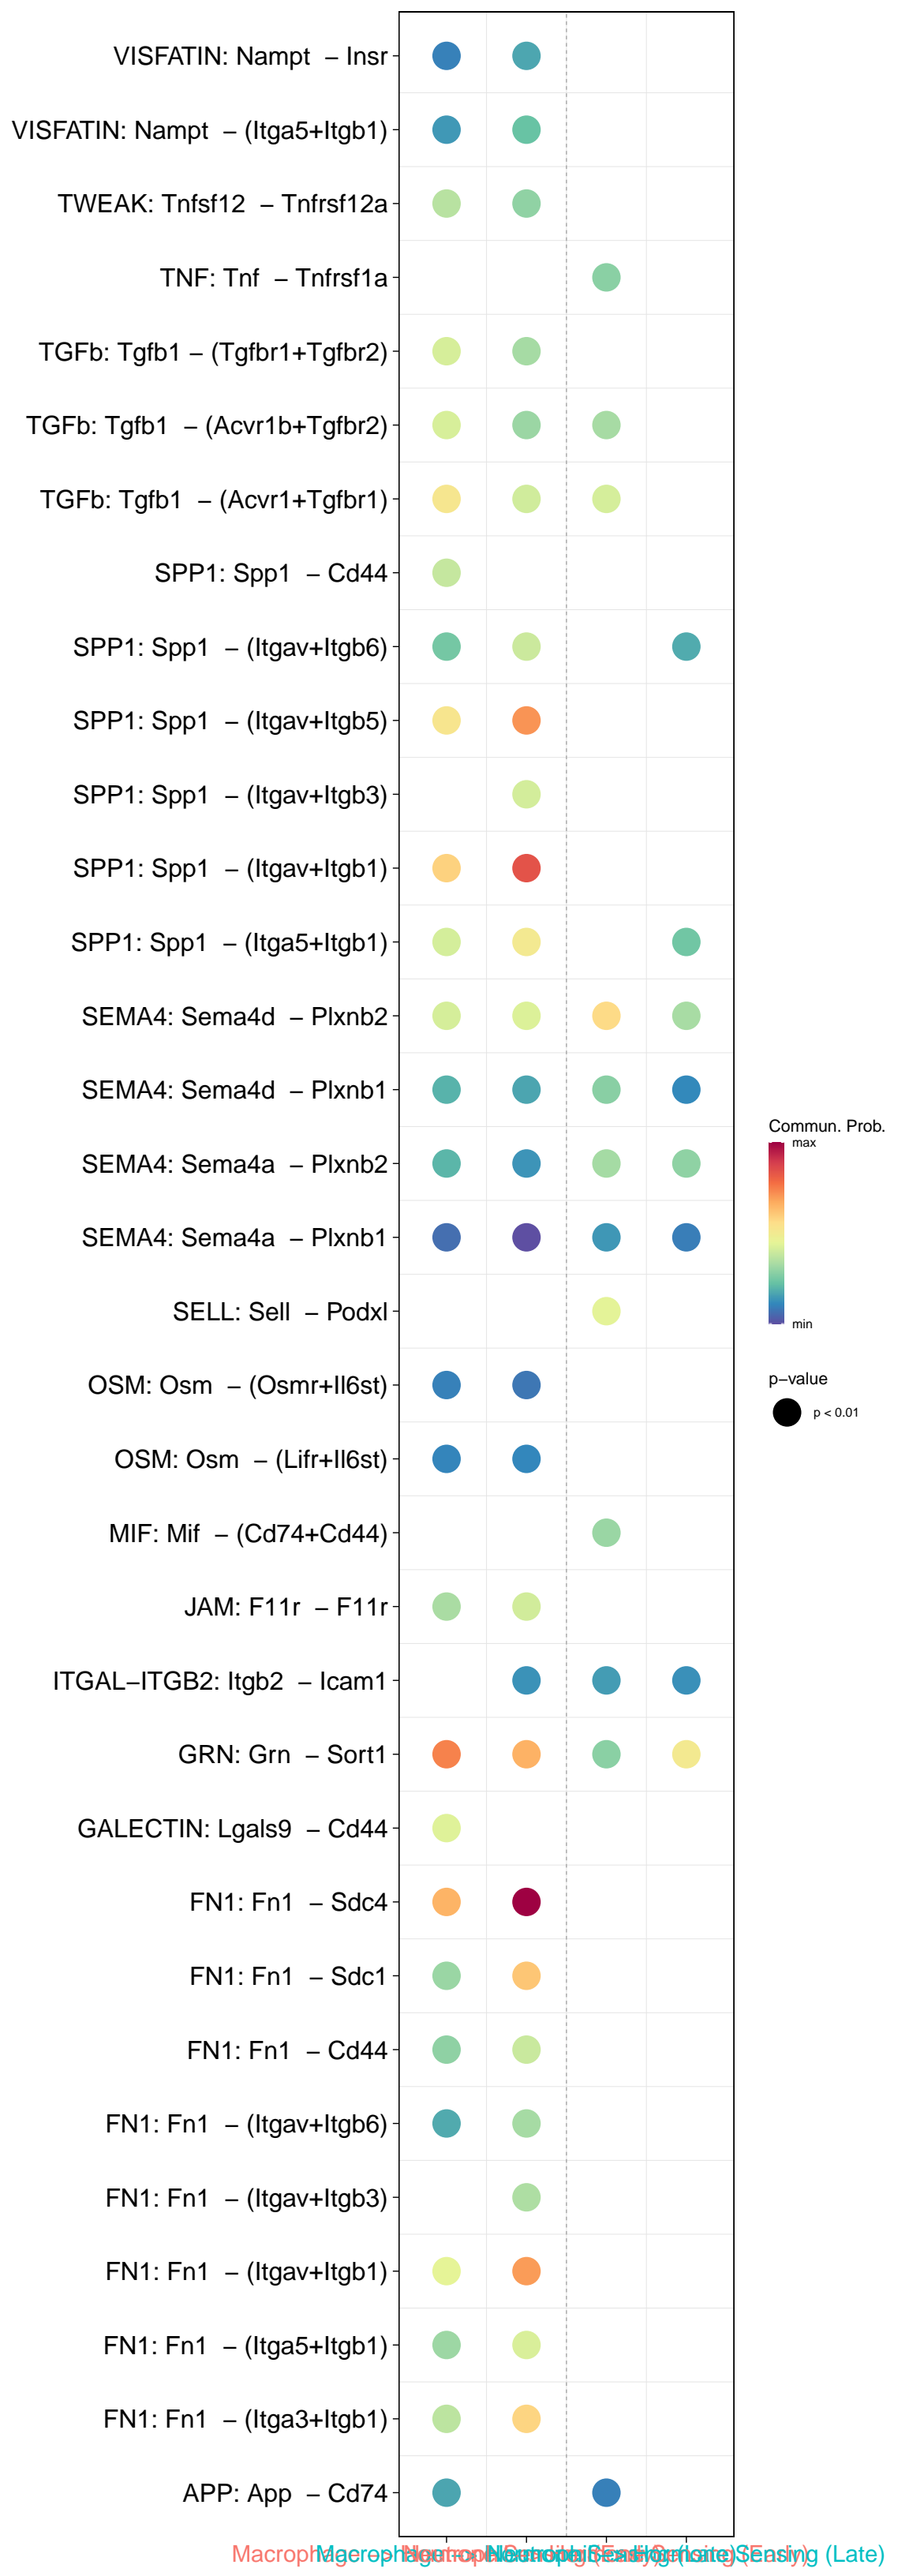 VISFATIN: Nampt – Insr
VISFATIN: Nampt – (Itga5+Itgb1)
TWEAK: Tnfsf12 – Tnfrsf12a
TNF: Tnf – Tnfrsf1a
TGFb: Tgfb1 – (Tgfbr1+Tgfbr2)
TGFb: Tgfb1 – (Acvr1b+Tgfbr2)
TGFb: Tgfb1 – (Acvr1+Tgfbr1)
SPP1: Spp1 – Cd44
SPP1: Spp1 – (Itgav+Itgb6)
SPP1: Spp1 – (Itgav+Itgb5)
SPP1: Spp1 – (Itgav+Itgb3)
SPP1: Spp1 – (Itgav+Itgb1)
SPP1: Spp1 – (Itga5+Itgb1)
SEMA4: Sema4d – Plxnb2
SEMA4: Sema4d – Plxnb1
SEMA4: Sema4a – Plxnb2
SEMA4: Sema4a – Plxnb1
SELL: Sell – Podxl
OSM: Osm – (Osmr+Il6st)
OSM: Osm – (Lifr+Il6st)
MIF: Mif – (Cd74+Cd44)
JAM: F11r – F11r
ITGAL−ITGB2: Itgb2 – Icam1
GRN: Grn – Sort1
GALECTIN: Lgals9 – Cd44
FN1: Fn1 – Sdc4
FN1: Fn1 – Sdc1
FN1: Fn1 – Cd44
FN1: Fn1 – (Itgav+Itgb6)
FN1: Fn1 – (Itgav+Itgb3)
FN1: Fn1 – (Itgav+Itgb1)
FN1: Fn1 – (Itga5+Itgb1)
FN1: Fn1 – (Itga3+Itgb1)
APP: App – Cd74
Commun. Prob.
max
min
p−value
p < 0.01
Sensing (Late)